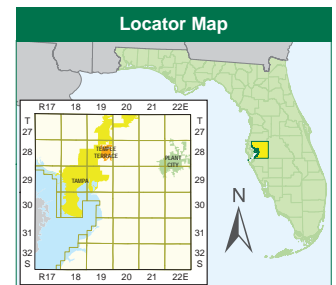 Locator Map
R17 18 19 20 21 22E
T
27
28
29
30
31
32
S
TEMPLE
TERRACE
PLANT
CITY
TAMPA
T
27
28
29
30
31
32
S
R17 18 19 20 21 22E
N